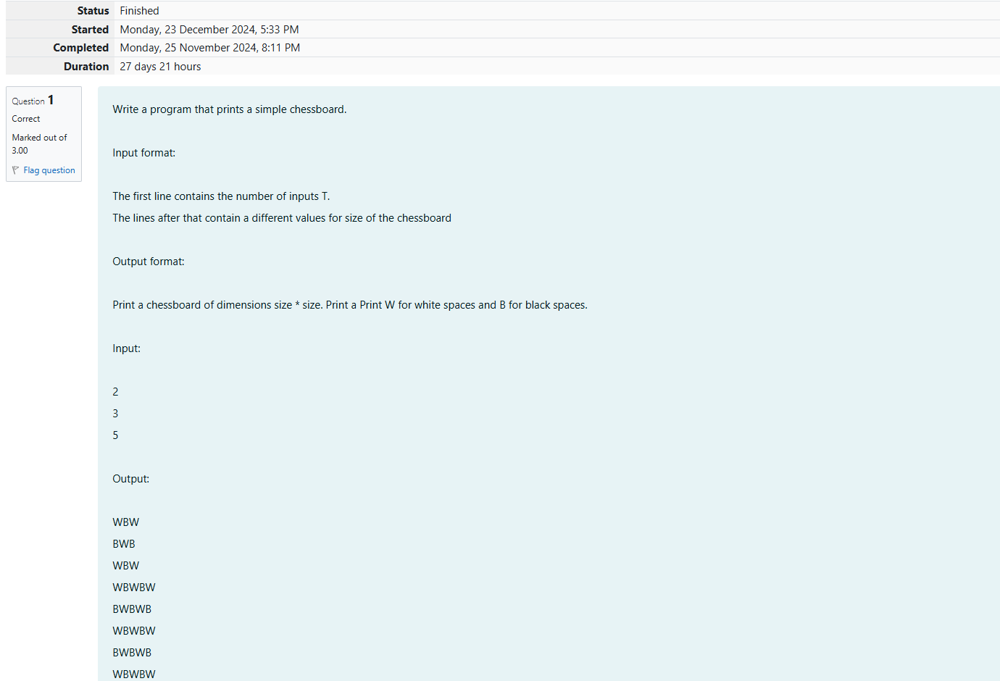 Status Finished
Started Monday, 23 December 2024, 5:33 PM
Completed Monday, 25 November 2024, 8:11 PM
Duration 27 days 21 hours
Question 1
Correct
Marked out of
3.00
Flag question
Write a program that prints a simple chessboard.
Input format:
The first line contains the number of inputs T.
The lines after that contain a different values for size of the chessboard
Output format:
Print a chessboard of dimensions size * size. Print a Print W for white spaces and B for black spaces.
Input:
2
3
5
Output:
WBW
BWB
WBW
WBWBW
BWBWB
WBWBW
BWBWB
WBWBW